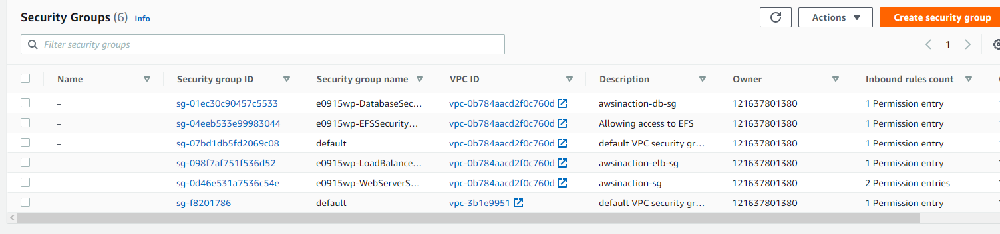 Security Groups (6) Info
Actions
Create security group
Filter security groups
1
Name Security group ID Security group name VPC ID Description Owner Inbound rules count
– sg-01ec30c90457c5533 e0915wp-DatabaseSec... vpc-0b784aacd2f0c760d awsinaction-db-sg 121637801380 1 Permission entry
– sg-04eeb533e99983044 e0915wp-EFSSecurity... vpc-0b784aacd2f0c760d Allowing access to EFS 121637801380 1 Permission entry
– sg-07bd1db5fd2069c08 default vpc-0b784aacd2f0c760d default VPC security gr... 121637801380 1 Permission entry
– sg-098f7af751f536d52 e0915wp-LoadBalance... vpc-0b784aacd2f0c760d awsinaction-elb-sg 121637801380 1 Permission entry
– sg-0d46e531a7536c54e e0915wp-WebServerS... vpc-0b784aacd2f0c760d awsinaction-sg 121637801380 2 Permission entries
– sg-f8201786 default vpc-3b1e9951 default VPC security gr... 121637801380 1 Permission entry